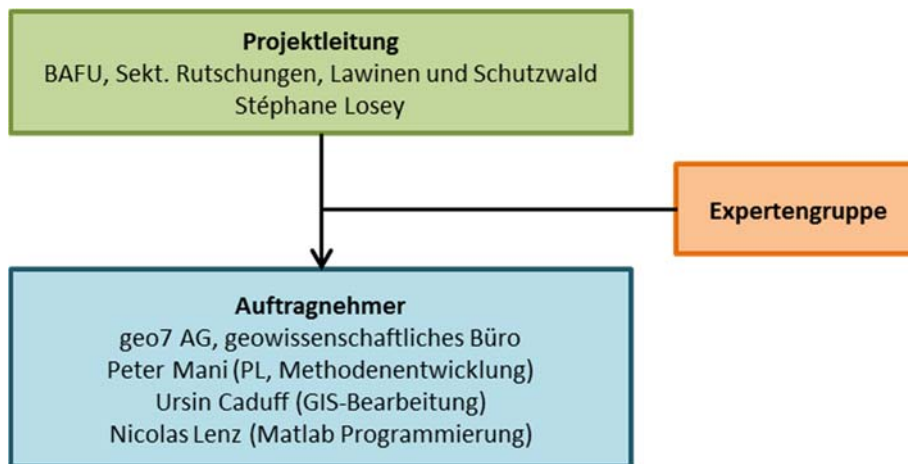 Projektleitung
BAFU, Sekt. Rutschungen, Lawinen und Schutzwald
Stéphane Losey
Expertengruppe
Auftragnehmer
geo7 AG, geowissenschaftliches Büro
Peter Mani (PL, Methodenentwicklung)
Ursin Caduff (GIS-Bearbeitung)
Nicolas Lenz (Matlab Programmierung)